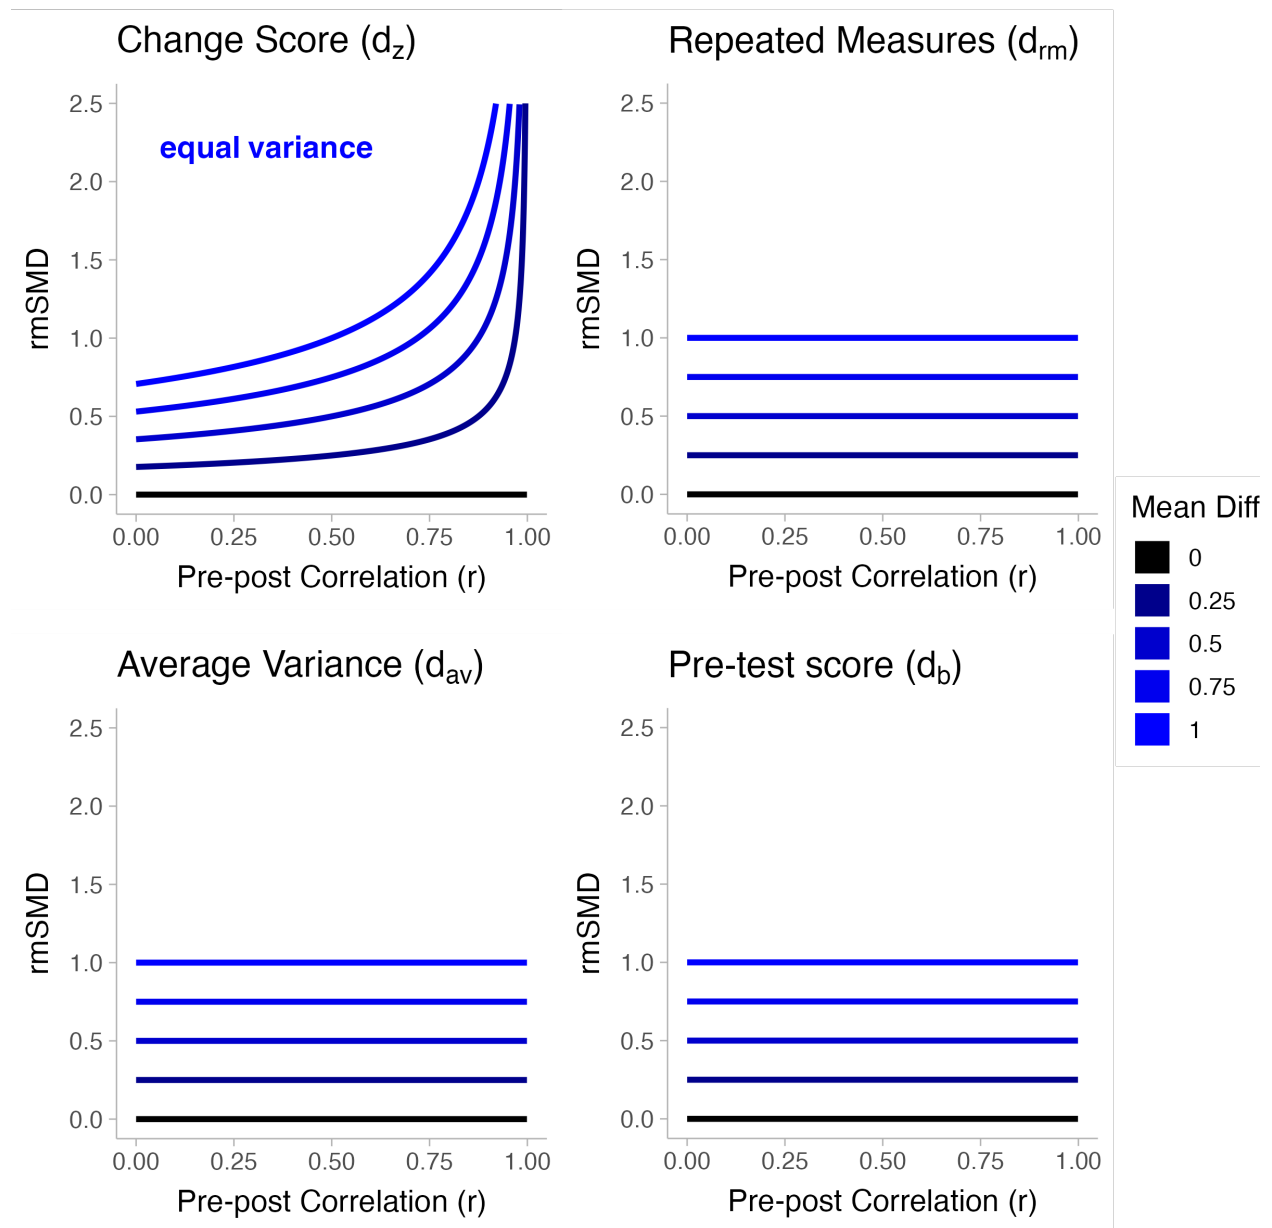 Change Score (dz)
2.5
2.0
1.5
1.0
0.5
0.0
equal variance
rmSMD
0.00 0.25 0.50 0.75 1.00
Pre-post Correlation (r)
Repeated Measures (drm)
2.5
2.0
1.5
1.0
0.5
0.0
rmSMD
0.00 0.25 0.50 0.75 1.00
Pre-post Correlation (r)
Average Variance (dav)
2.5
2.0
1.5
1.0
0.5
0.0
rmSMD
0.00 0.25 0.50 0.75 1.00
Pre-post Correlation (r)
Pre-test score (db)
2.5
2.0
1.5
1.0
0.5
0.0
rmSMD
0.00 0.25 0.50 0.75 1.00
Pre-post Correlation (r)
Mean Diff
0
0.25
0.5
0.75
1